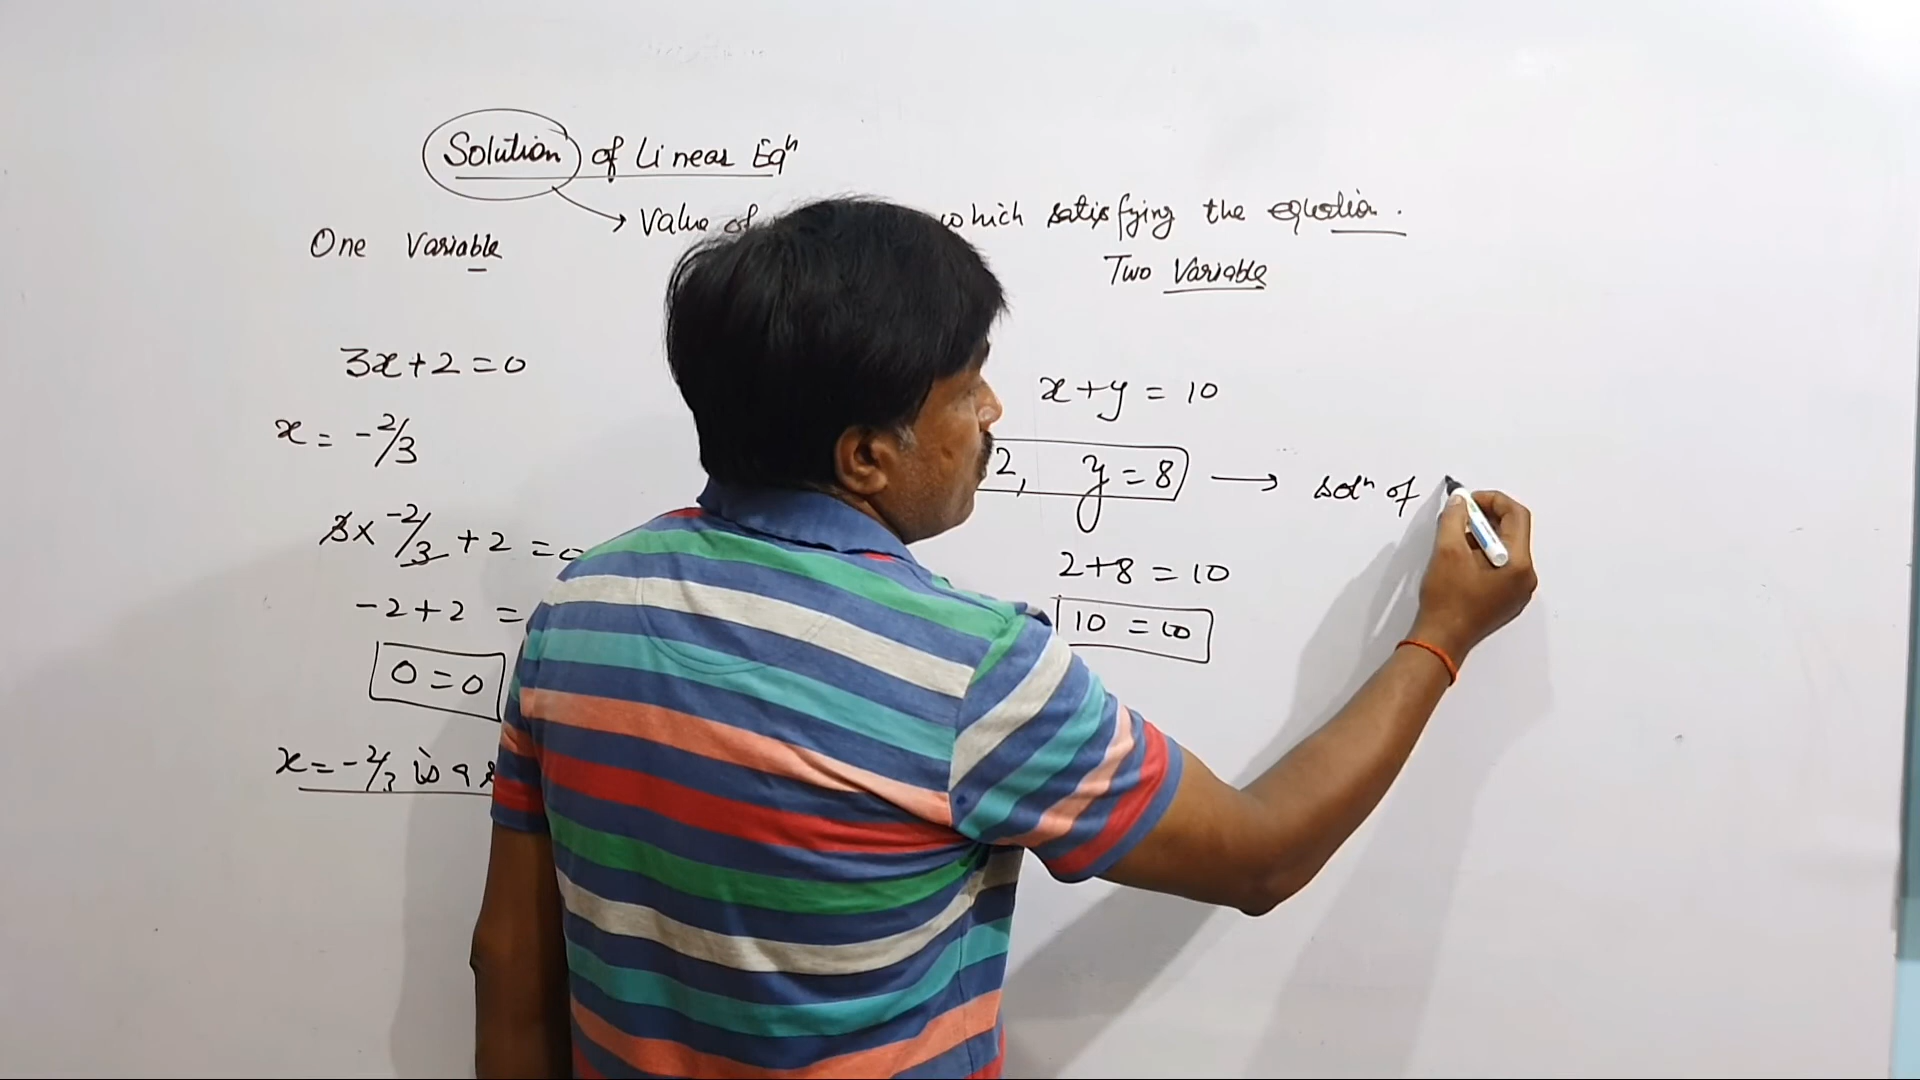 Solution of Linear Eqⁿ
→ Value of which satisfying the equation.
One Variable
3x+2=0
x = -2/3
3x -2/3 +2 =0
-2+2 =
0=0
x = -2/3 is a s
Two Variable
x+y = 10
2, y=8 → solⁿ of
2+8 = 10
10 = 10